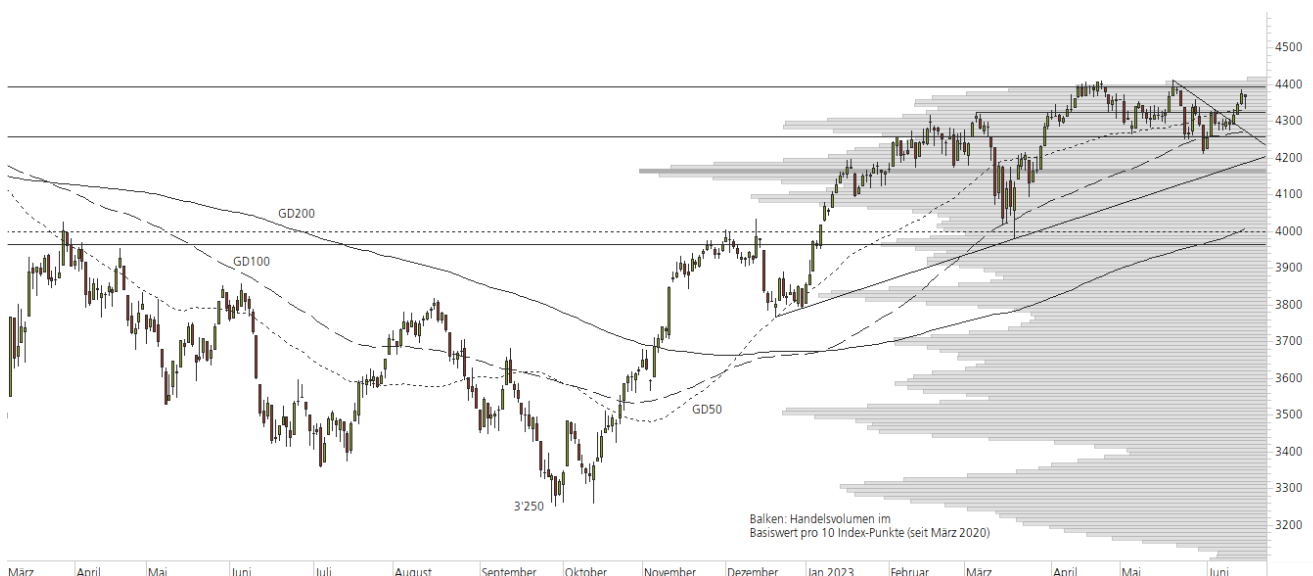 4500
4400
4300
4200
4100
4000
3900
3800
3700
3600
3500
3400
3300
3200
GD200
GD100
GD50
3'250
Balken: Handelsvolumen im
Basiswert pro 10 Index-Punkte (seit März 2020)
März April Mai Juni Juli August September Oktober November Dezember Jan 2023 Februar März April Mai Juni